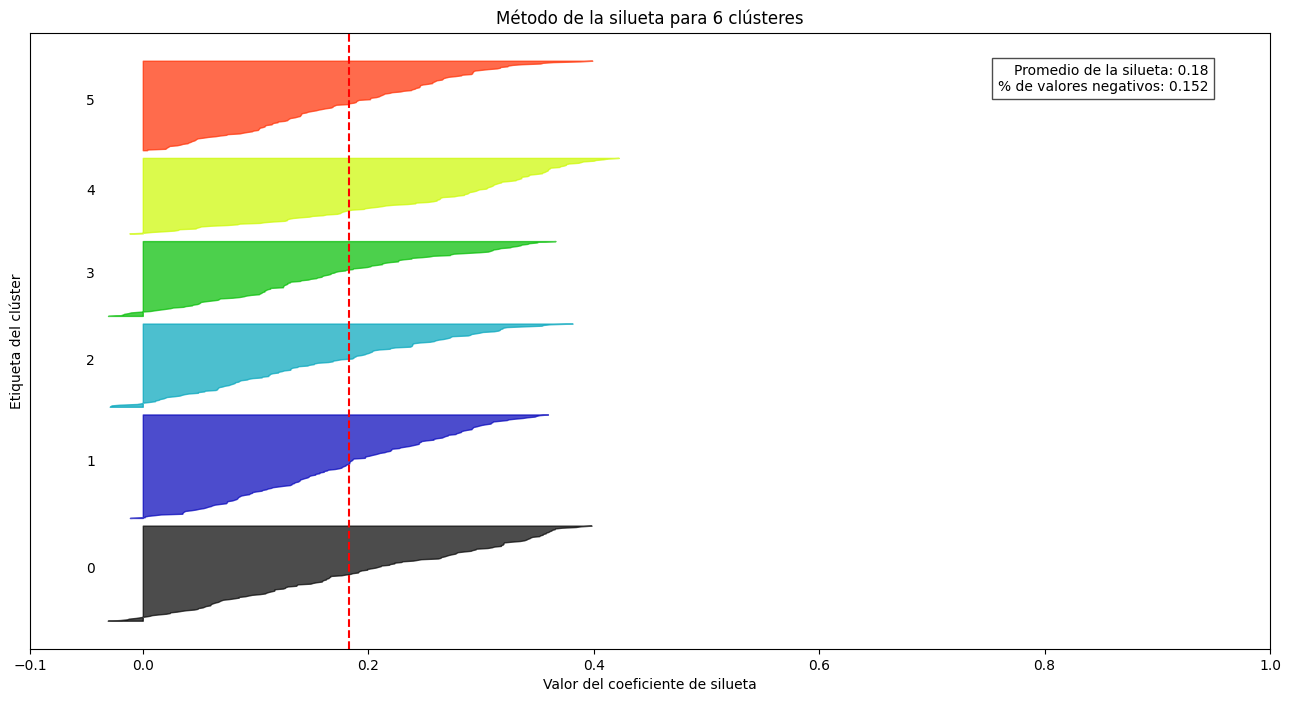 Método de la silueta para 6 clústeres
Promedio de la silueta: 0.18
% de valores negativos: 0.152
5
4
3
2
1
0
Etiqueta del clúster
−0.1 0.0 0.2 0.4 0.6 0.8 1.0
Valor del coeficiente de silueta